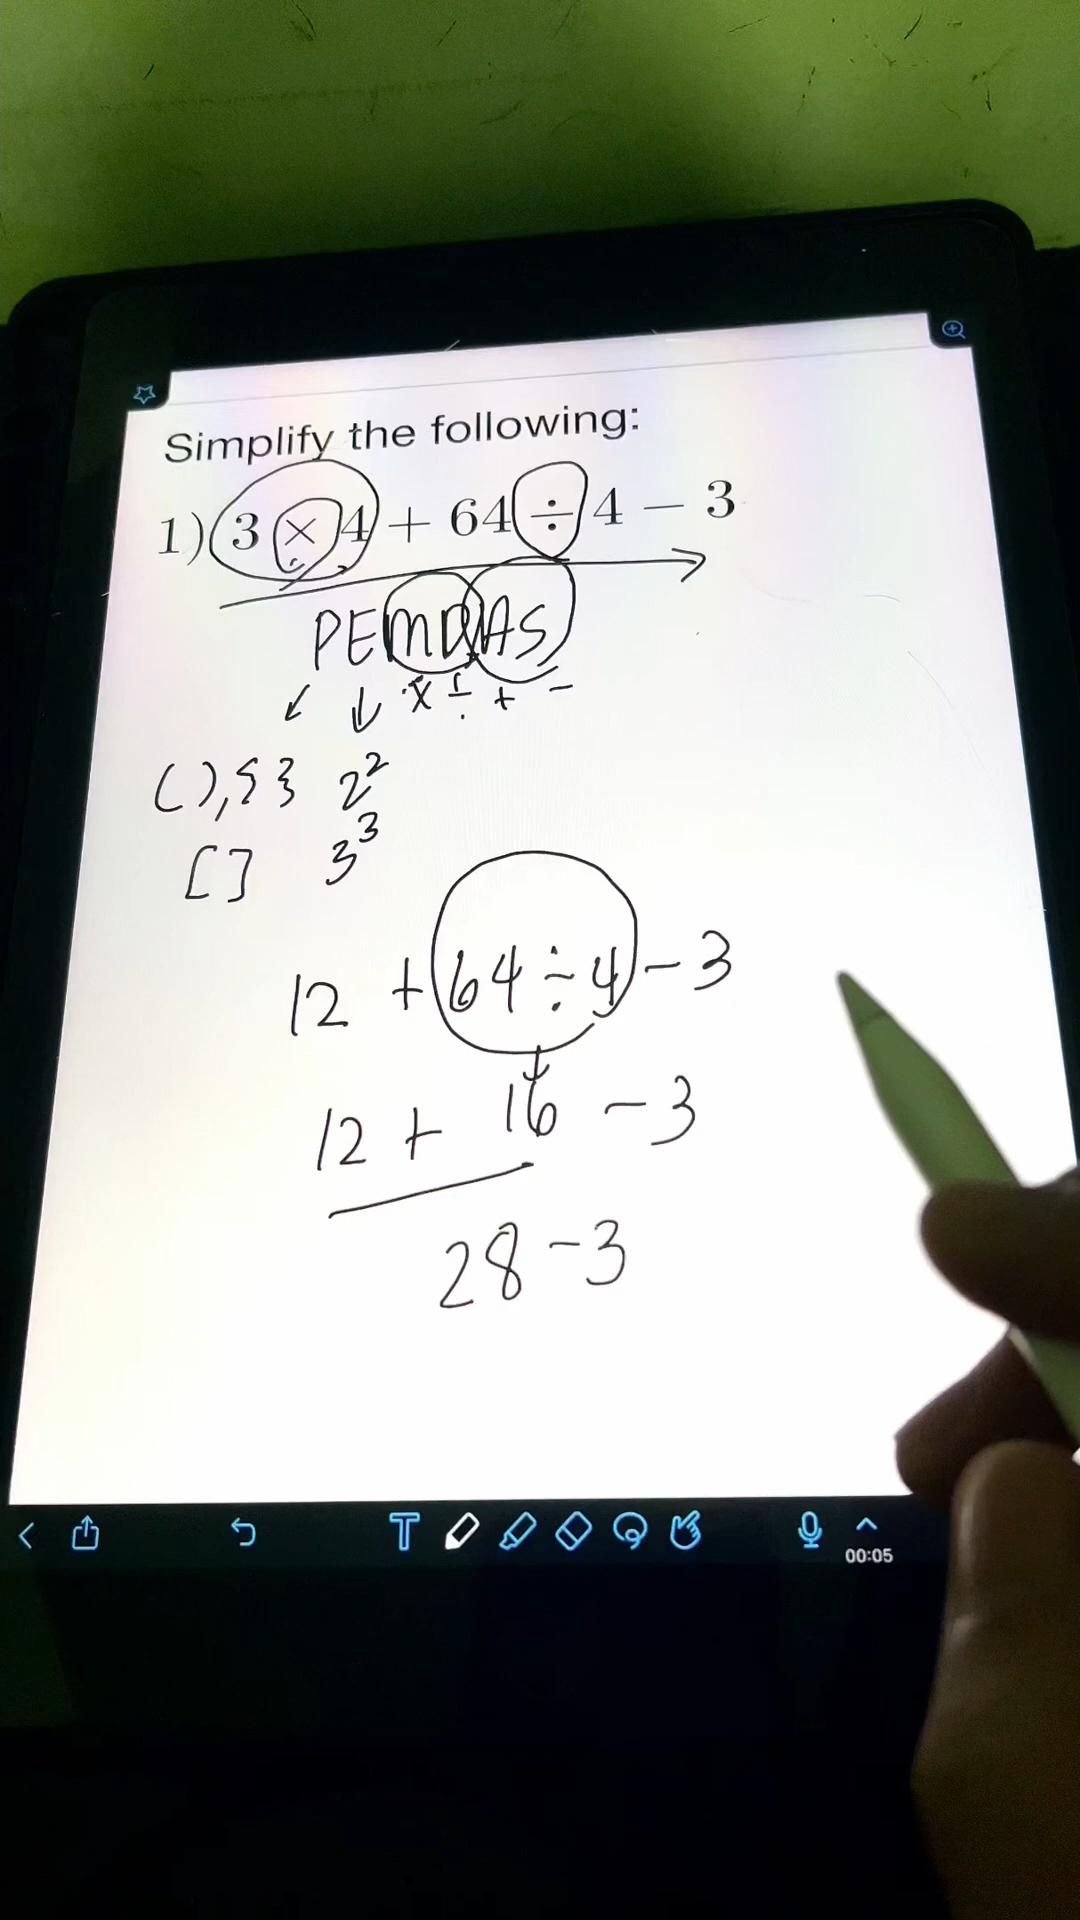 Simplify the following:
1) 3 × 4 + 64 ÷ 4 − 3
PEMDAS
× ÷ + −
( ), { } 2²
[ ] 3³
12 + 64 ÷ 4 − 3
12 + 16 − 3
28 − 3
T
00:05